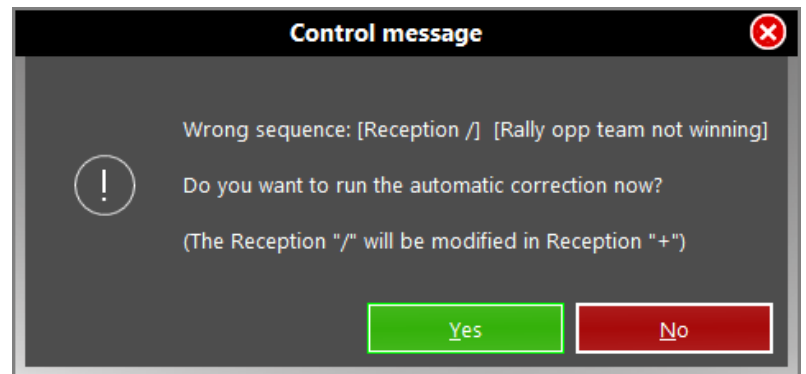 Control message
Wrong sequence: [Reception /]  [Rally opp team not winning]
Do you want to run the automatic correction now?
(The Reception "/" will be modified in Reception "+")
Yes
No